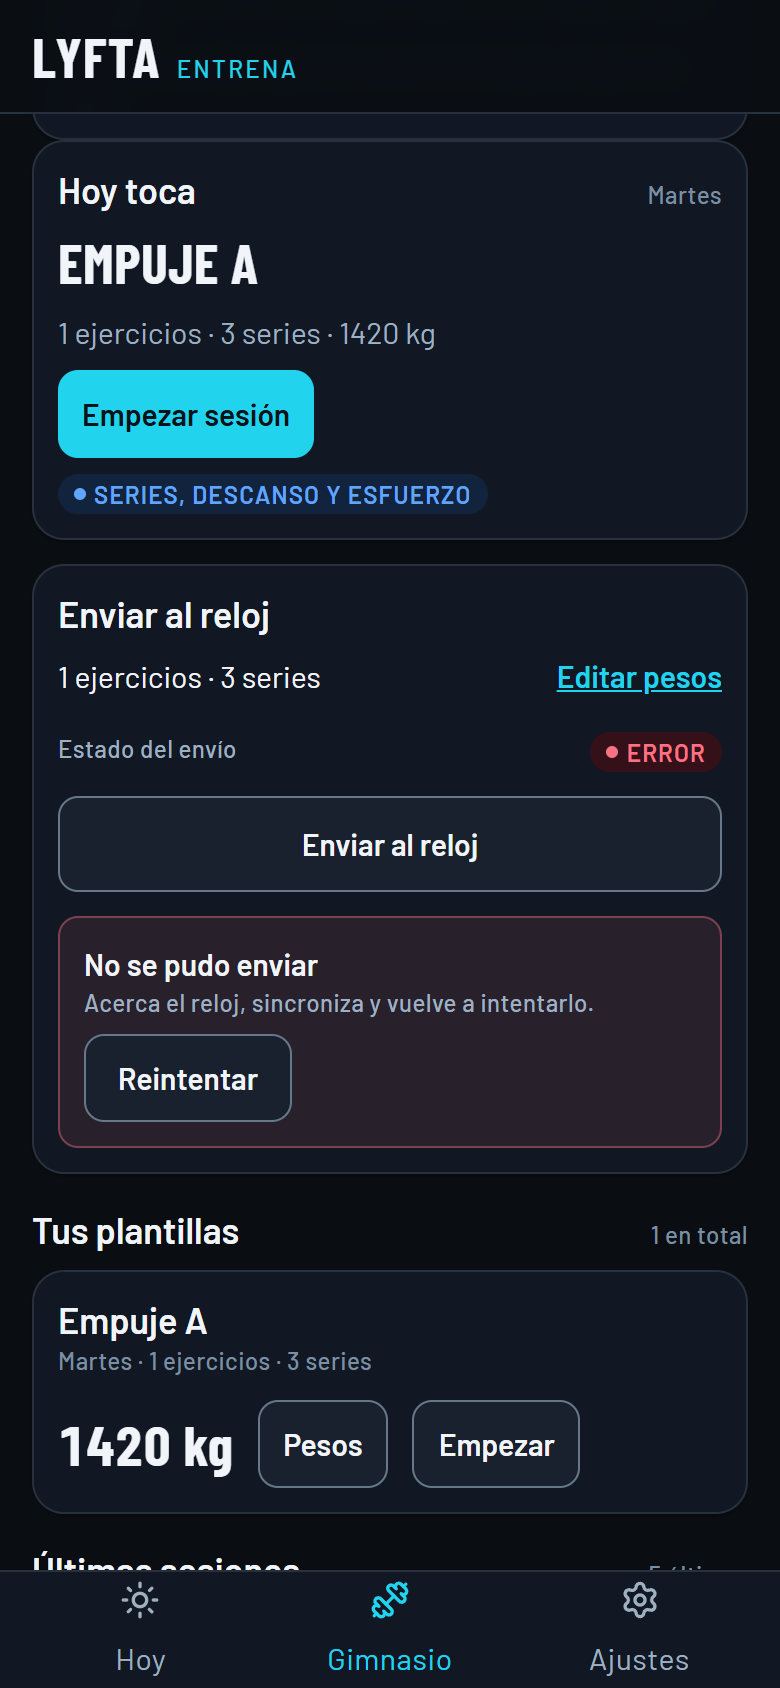 LYFTA ENTRENA
Hoy toca
Martes
EMPUJE A
1 ejercicios · 3 series · 1420 kg
Empezar sesión
SERIES, DESCANSO Y ESFUERZO
Enviar al reloj
1 ejercicios · 3 series
Editar pesos
Estado del envío
ERROR
Enviar al reloj
No se pudo enviar
Acerca el reloj, sincroniza y vuelve a intentarlo.
Reintentar
Tus plantillas
1 en total
Empuje A
Martes · 1 ejercicios · 3 series
1420 kg
Pesos
Empezar
Últimas sesiones
Hoy
Gimnasio
Ajustes